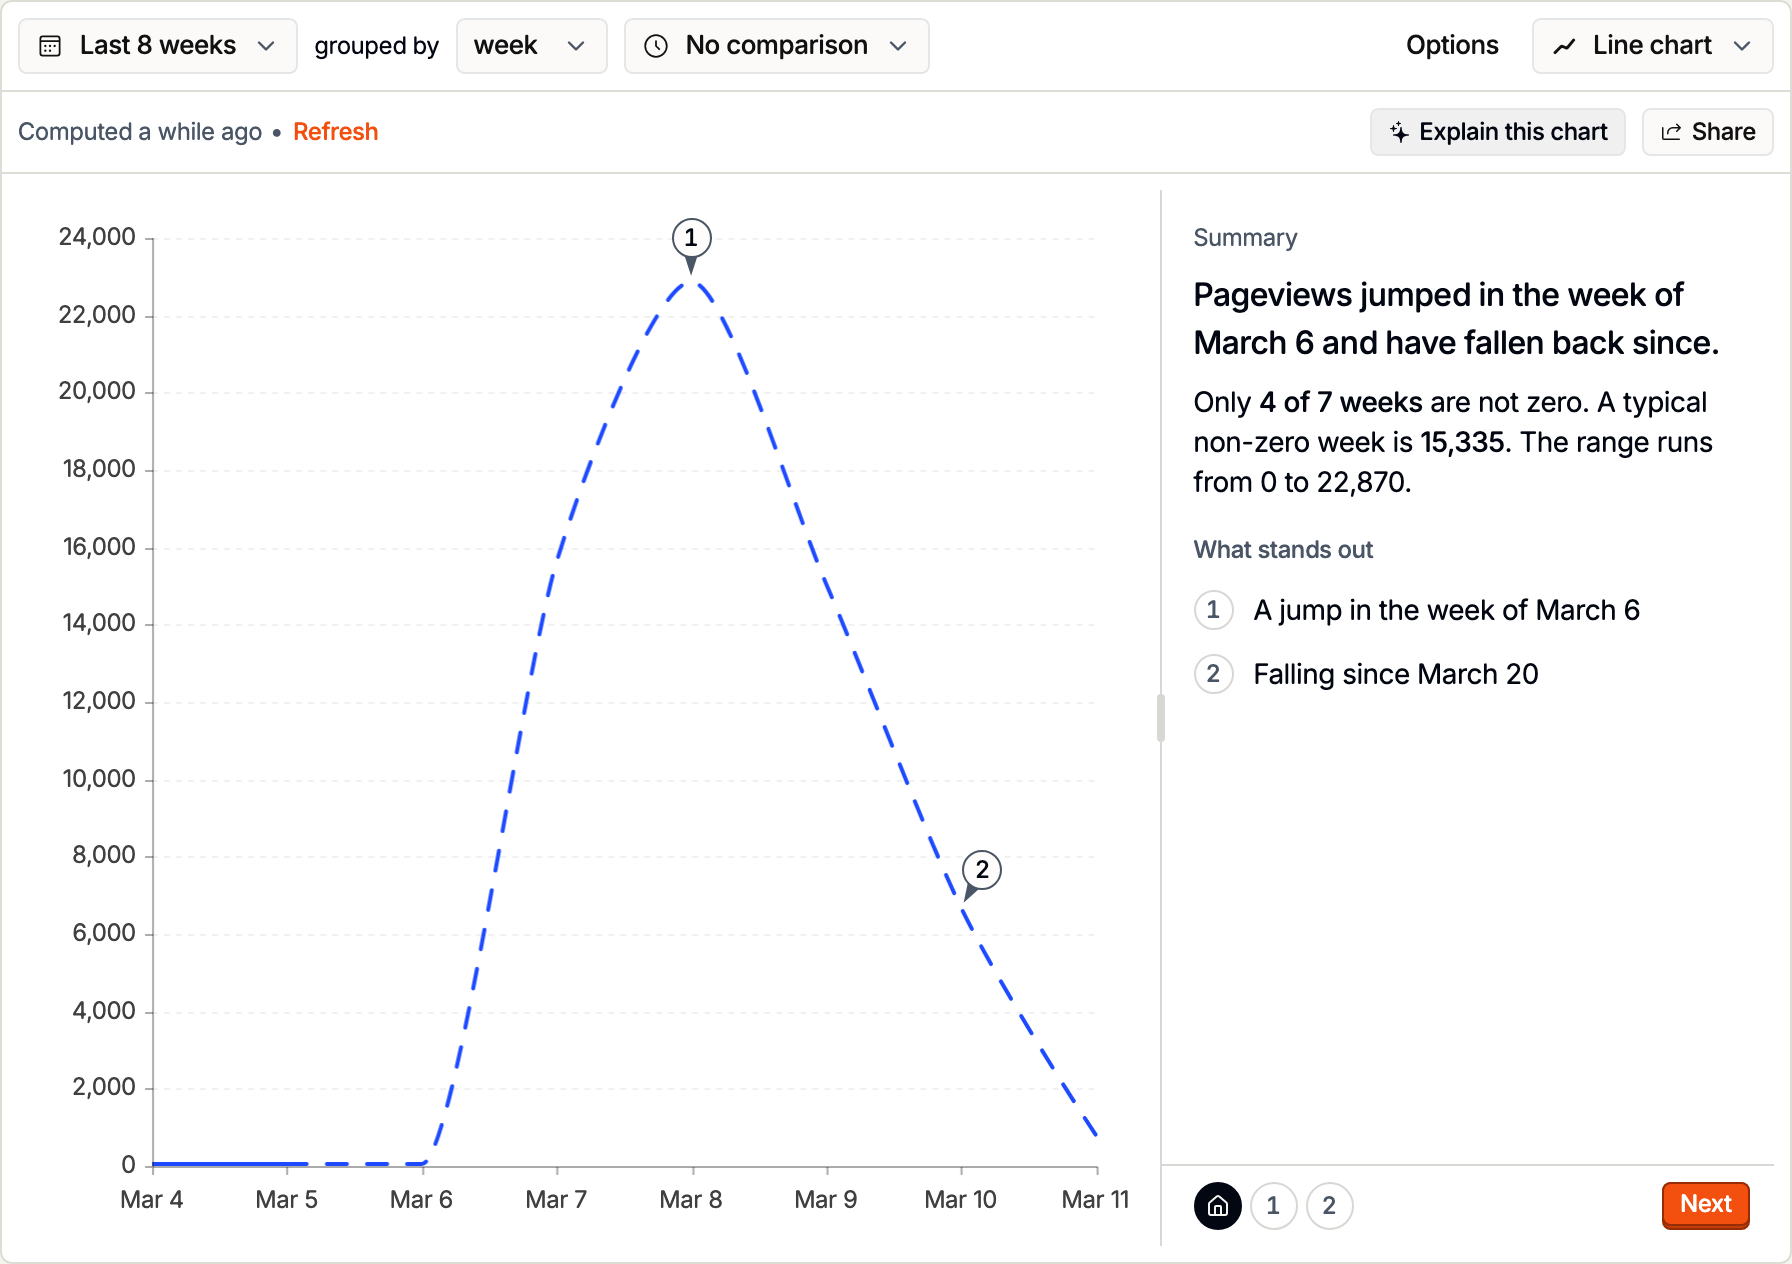 Last 8 weeks grouped by week No comparison Options Line chart
Computed a while ago • Refresh Explain this chart Share
24,000
22,000
20,000
18,000
16,000
14,000
12,000
10,000
8,000
6,000
4,000
2,000
0
1
2
Mar 4 Mar 5 Mar 6 Mar 7 Mar 8 Mar 9 Mar 10 Mar 11
Summary
Pageviews jumped in the week of
March 6 and have fallen back since.
Only 4 of 7 weeks are not zero. A typical
non-zero week is 15,335. The range runs
from 0 to 22,870.
What stands out
1 A jump in the week of March 6
2 Falling since March 20
1 2 Next